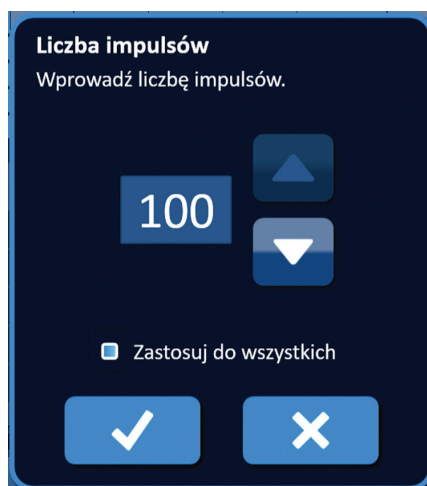 Liczba impulsów
Wprowadź liczbę impulsów.
100
Zastosuj do wszystkich